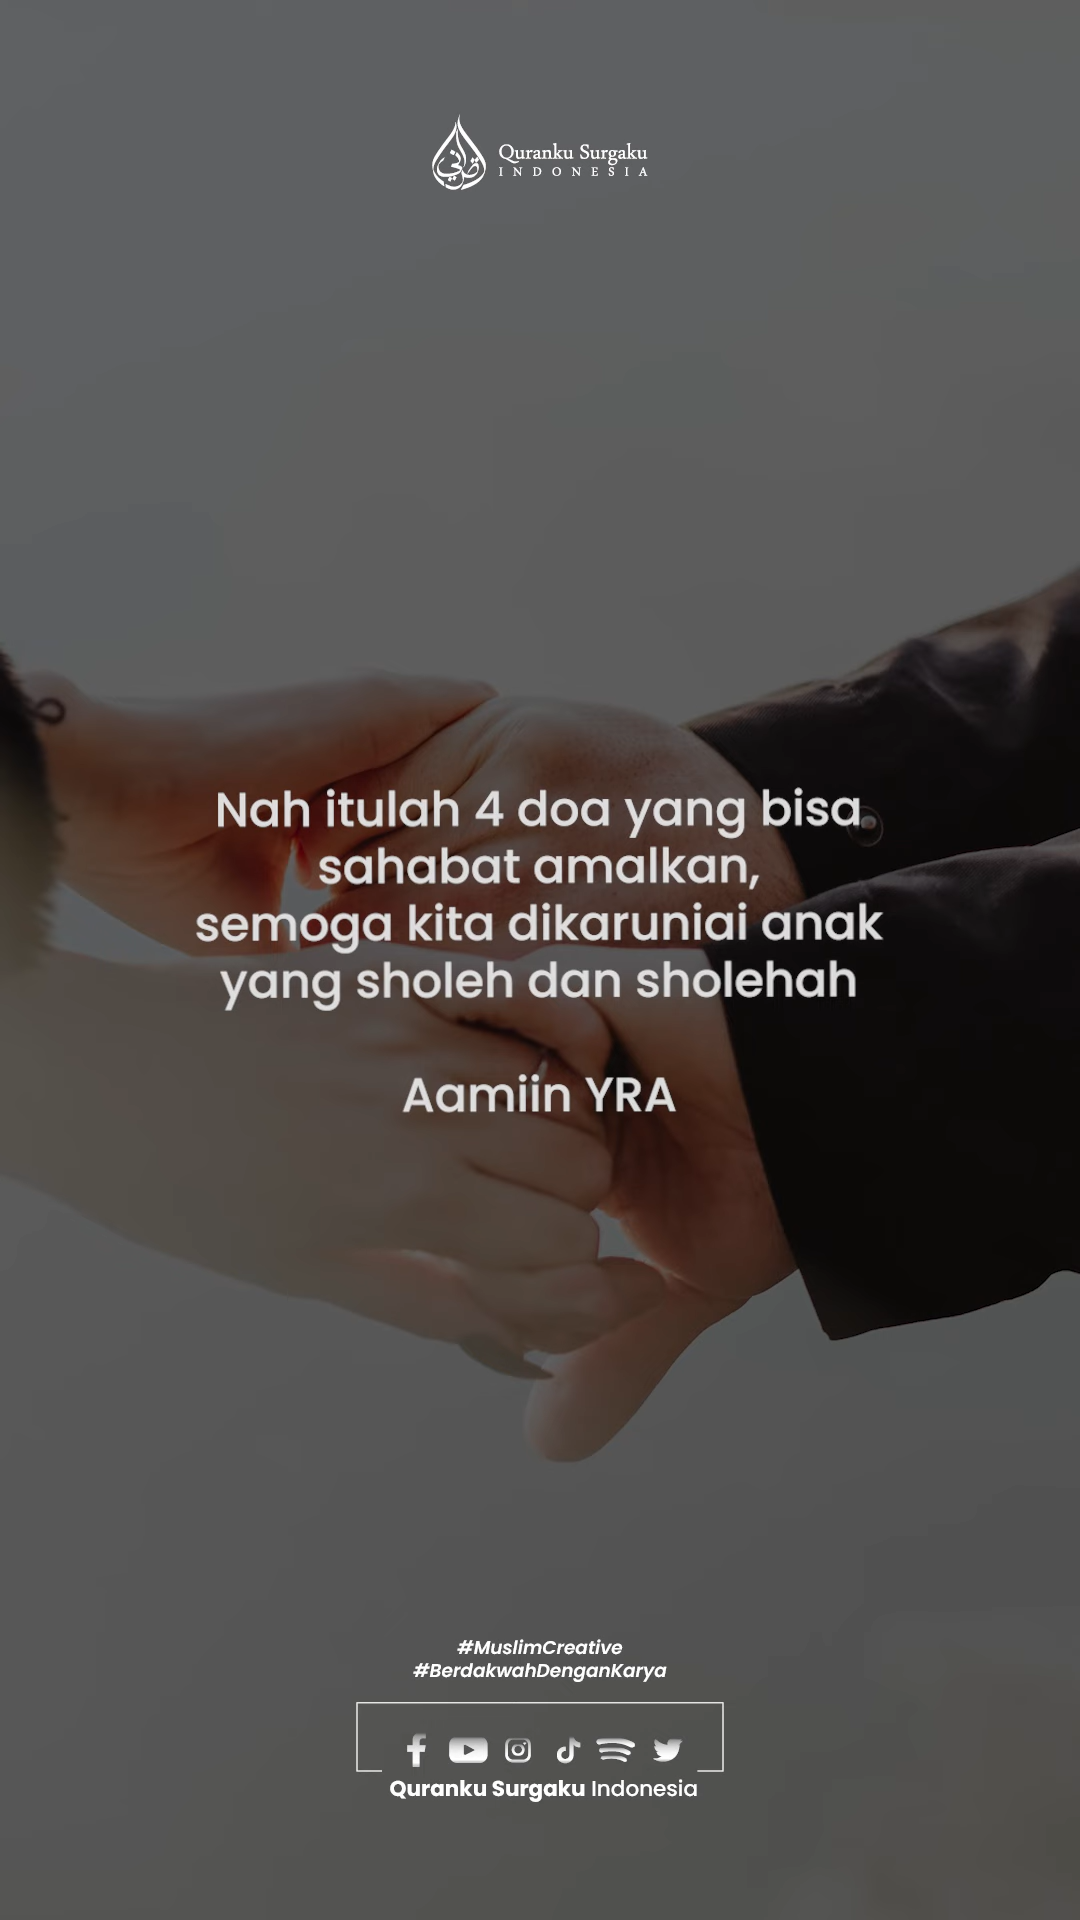 قرآني
Quranku Surgaku
INDONESIA
Nah itulah 4 doa yang bisa
sahabat amalkan,
semoga kita dikaruniai anak
yang sholeh dan sholehah
Aamiin YRA
#MuslimCreative
#BerdakwahDenganKarya
Quranku Surgaku Indonesia